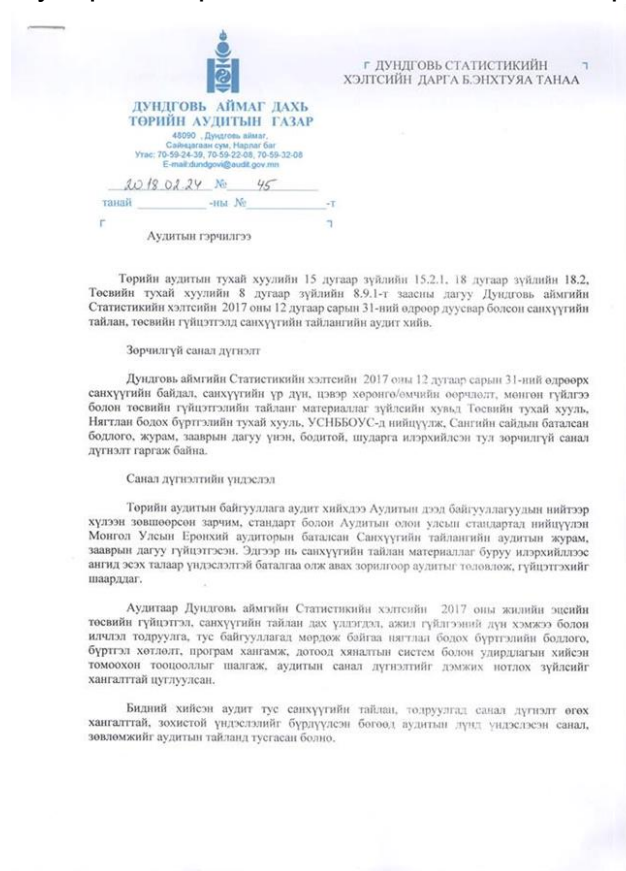 ДУНДГОВЬ АЙМАГ ДАХЬ
ТӨРИЙН АУДИТЫН ГАЗАР
48090 , Дундговь аймаг,
Сайнцагаан сум, Нарлаг баг
Утас: 70-59-24-39, 70-59-22-08, 70-59-32-08
E-mail:dundgovi@audit.gov.mn
2018.02.24 № 45
танай ________-ны №________-т
ДУНДГОВЬ СТАТИСТИКИЙН
ХЭЛТСИЙН ДАРГА Б.ЭНХТУЯА ТАНАА
Аудитын гэрчилгээ
Төрийн аудитын тухай хуулийн 15 дугаар зүйлийн 15.2.1, 18 дугаар зүйлийн 18.2,
Төсвийн тухай хуулийн 8 дугаар зүйлийн 8.9.1-т заасны дагуу Дундговь аймгийн
Статистикийн хэлтсийн 2017 оны 12 дугаар сарын 31-ний өдрөөр дуусвар болсон санхүүгийн
тайлан, төсвийн гүйцэтгэлд санхүүгийн тайлангийн аудит хийв.
Зөрчилгүй санал дүгнэлт
Дундговь аймгийн Статистикийн хэлтсийн 2017 оны 12 дугаар сарын 31-ний өдрөөрх
санхүүгийн байдал, санхүүгийн үр дүн, цэвэр хөрөнгө/өмчийн өөрчлөлт, мөнгөн гүйлгээ
болон төсвийн гүйцэтгэлийн тайланг материаллаг зүйлсийн хувьд Төсвийн тухай хууль,
Нягтлан бодох бүртгэлийн тухай хууль, УСНББОУС-д нийцүүлж, Сангийн сайдын баталсан
бодлого, журам, зааврын дагуу үнэн, бодитой, шударга илэрхийлсэн тул зөрчилгүй санал
дүгнэлт гаргаж байна.
Санал дүгнэлтийн үндэслэл
Төрийн аудитын байгууллага аудит хийхдээ Аудитын дээд байгууллагуудын нийтээр
хүлээн зөвшөөрсөн зарчим, стандарт болон Аудитын олон улсын стандартад нийцүүлэн
Монгол Улсын Ерөнхий аудиторын баталсан Санхүүгийн тайлангийн аудитын журам,
зааврын дагуу гүйцэтгэсэн. Эдгээр нь санхүүгийн тайлан материаллаг буруу илэрхийллээс
ангид эсэх талаар үндэслэлтэй баталгаа олж авах зорилгоор аудитыг төлөвлөж, гүйцэтгэхийг
шаарддаг.
Аудитаар Дундговь аймгийн Статистикийн хэлтсийн 2017 оны жилийн эцсийн
төсвийн гүйцэтгэл, санхүүгийн тайлан дах үлдэгдэл, ажил гүйлгээний дүн хэмжээ болон
илчлэл тодруулга, тус байгууллагад мөрдөж байгаа нягтлан бодох бүртгэлийн бодлого,
бүртгэл хөтлөлт, програм хангамж, дотоод хяналтын систем болон удирдлагын хийсэн
томоохон тооцооллыг шалгаж, аудитын санал дүгнэлтийг дэмжих нотлох зүйлсийг
хангалттай цуглуулсан.
Бидний хийсэн аудит тус санхүүгийн тайлан, тодруулгад санал дүгнэлт өгөх
хангалттай, зохистой үндэслэлийг бүрдүүлсэн бөгөөд аудитын дүнд үндэслэсэн санал,
зөвлөмжийг аудитын тайланд тусгасан болно.